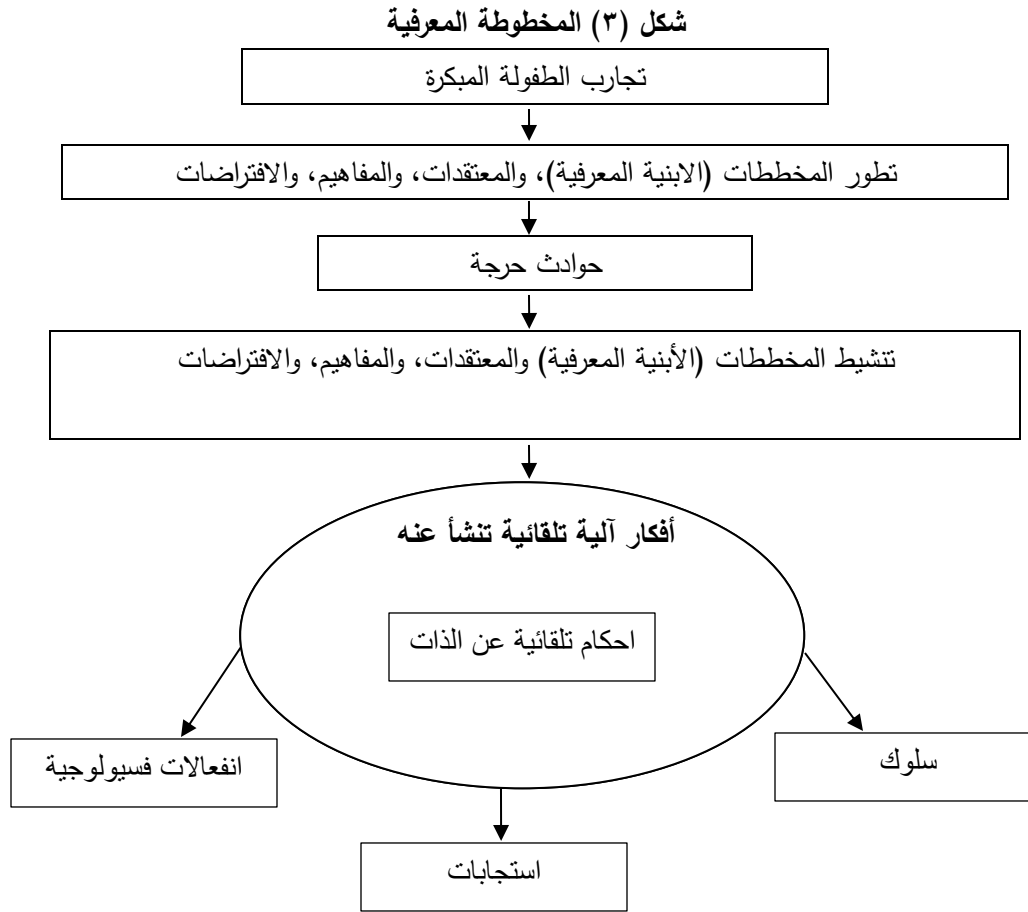 شكل (٣) المخطوطة المعرفية
تجارب الطفولة المبكرة
تطور المخططات (الابنية المعرفية)، والمعتقدات، والمفاهيم، والافتراضات
حوادث حرجة
تنشيط المخططات (الأبنية المعرفية) والمعتقدات، والمفاهيم، والافتراضات
أفكار آلية تلقائية تنشأ عنه
احكام تلقائية عن الذات
سلوك
انفعالات فسيولوجية
استجابات